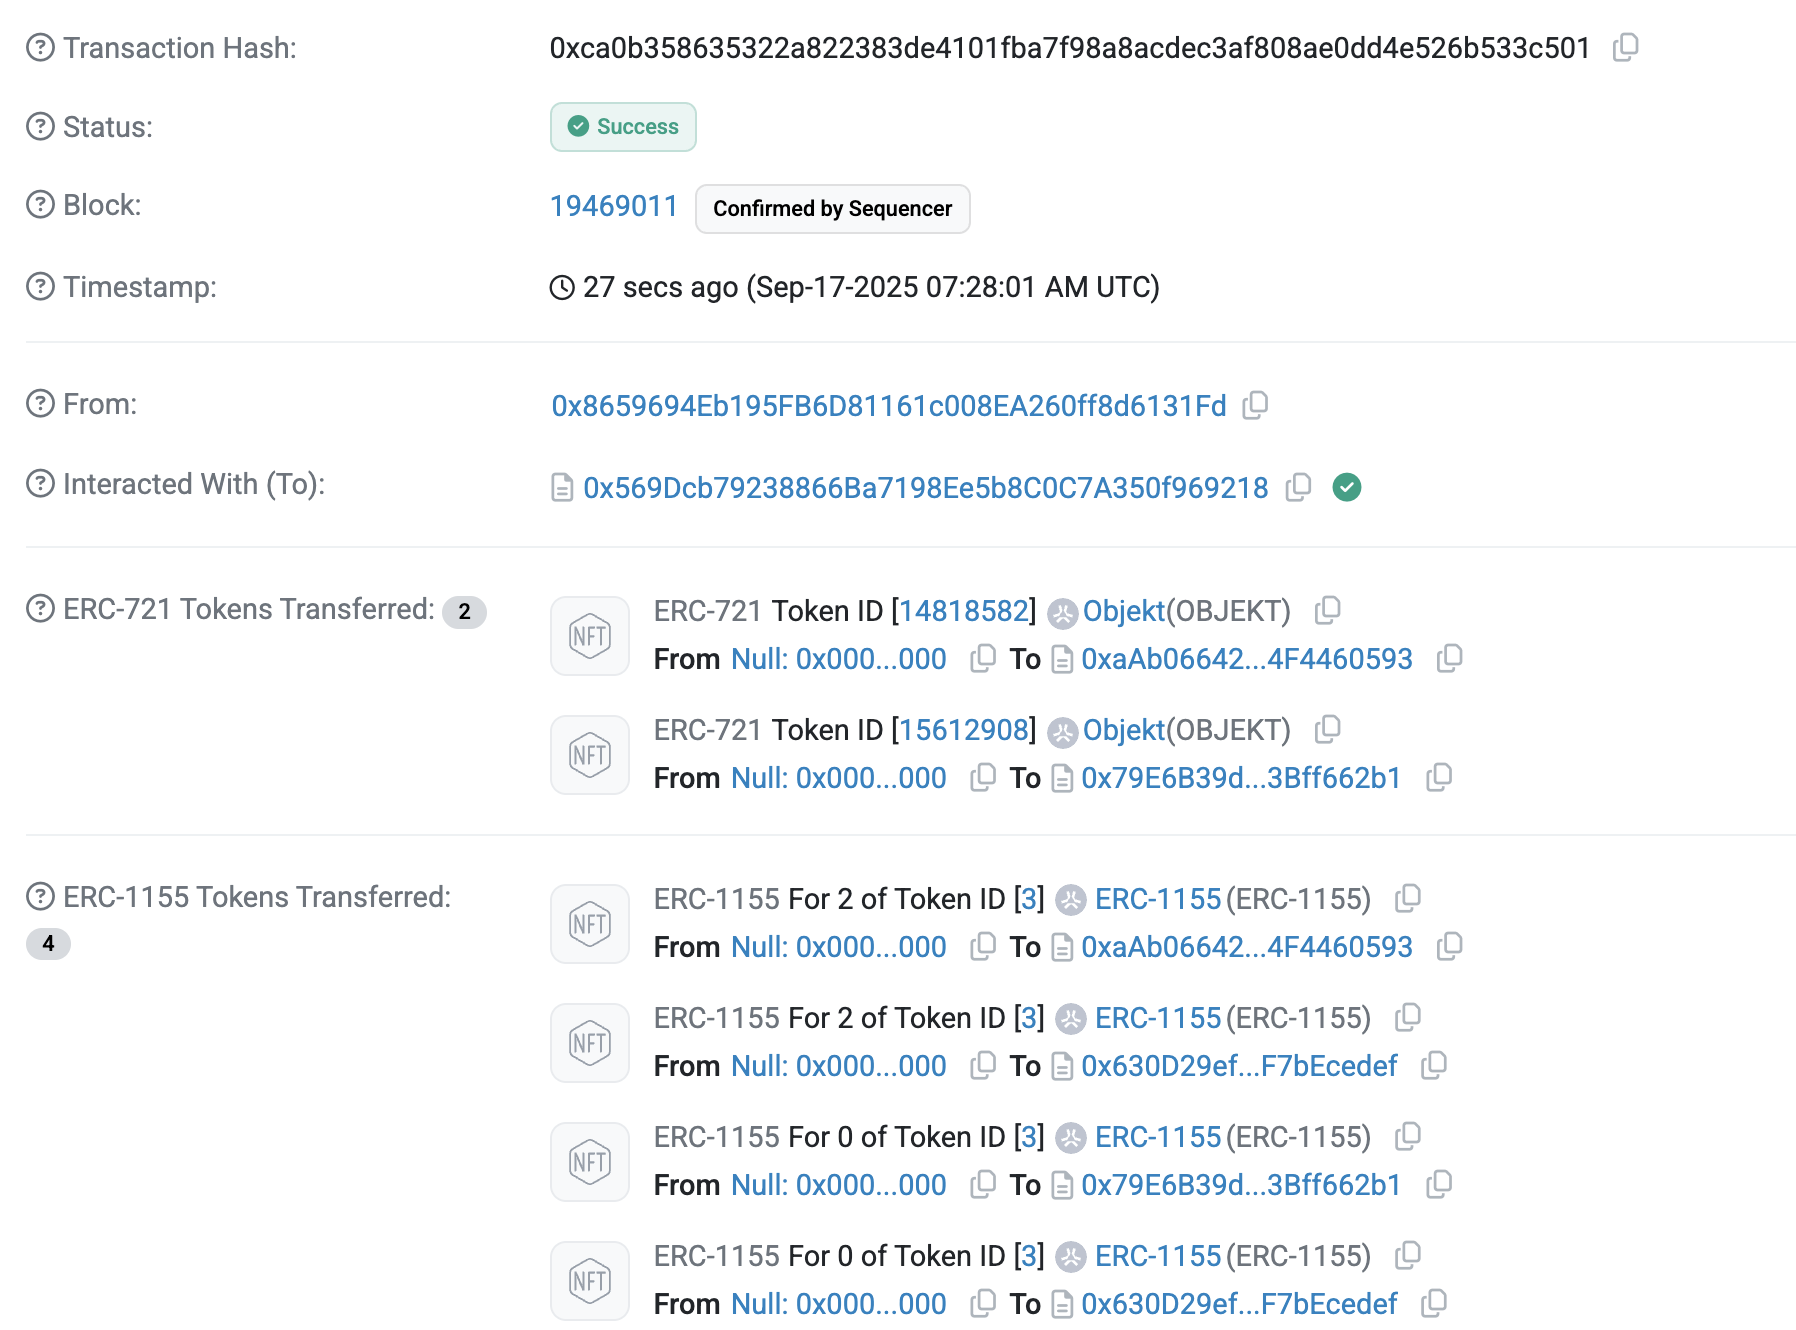 Transaction Hash: 0xca0b358635322a822383de4101fba7f98a8acdec3af808ae0dd4e526b533c501
Status: Success
Block: 19469011 Confirmed by Sequencer
Timestamp: 27 secs ago (Sep-17-2025 07:28:01 AM UTC)
From: 0x8659694Eb195FB6D81161c008EA260ff8d6131Fd
Interacted With (To): 0x569Dcb79238866Ba7198Ee5b8C0C7A350f969218
ERC-721 Tokens Transferred: 2
NFT ERC-721 Token ID [14818582] Objekt(OBJEKT)
From Null: 0x000...000 To 0xaAb06642...4F4460593
NFT ERC-721 Token ID [15612908] Objekt(OBJEKT)
From Null: 0x000...000 To 0x79E6B39d...3Bff662b1
ERC-1155 Tokens Transferred:
4
NFT ERC-1155 For 2 of Token ID [3] ERC-1155(ERC-1155)
From Null: 0x000...000 To 0xaAb06642...4F4460593
NFT ERC-1155 For 2 of Token ID [3] ERC-1155(ERC-1155)
From Null: 0x000...000 To 0x630D29ef...F7bEcedef
NFT ERC-1155 For 0 of Token ID [3] ERC-1155(ERC-1155)
From Null: 0x000...000 To 0x79E6B39d...3Bff662b1
NFT ERC-1155 For 0 of Token ID [3] ERC-1155(ERC-1155)
From Null: 0x000...000 To 0x630D29ef...F7bEcedef